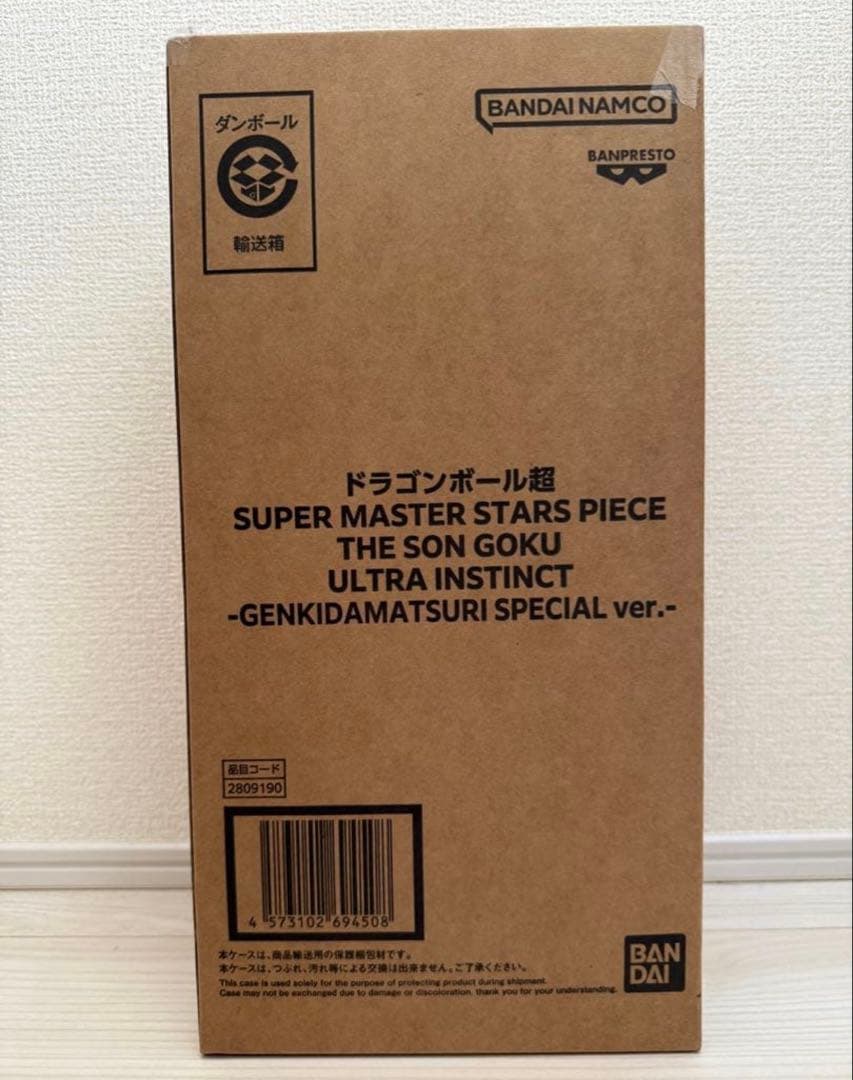 ダンボール
輸送箱
BANDAI NAMCO
BANPRESTO
ドラゴンボール超
SUPER MASTER STARS PIECE
THE SON GOKU
ULTRA INSTINCT
-GENKIDAMATSURI SPECIAL ver.-
品目コード
2809190
4 573102 694508
本ケースは、商品輸送用の保護梱包材です。
本ケースは、つぶれ、汚れ等による交換は出来ません。ご了承ください。
This case is used solely for the purpose of protecting product during shipment.
Case may not be exchanged due to damage or discoloration. thank you for your understanding.
BAN
DAI